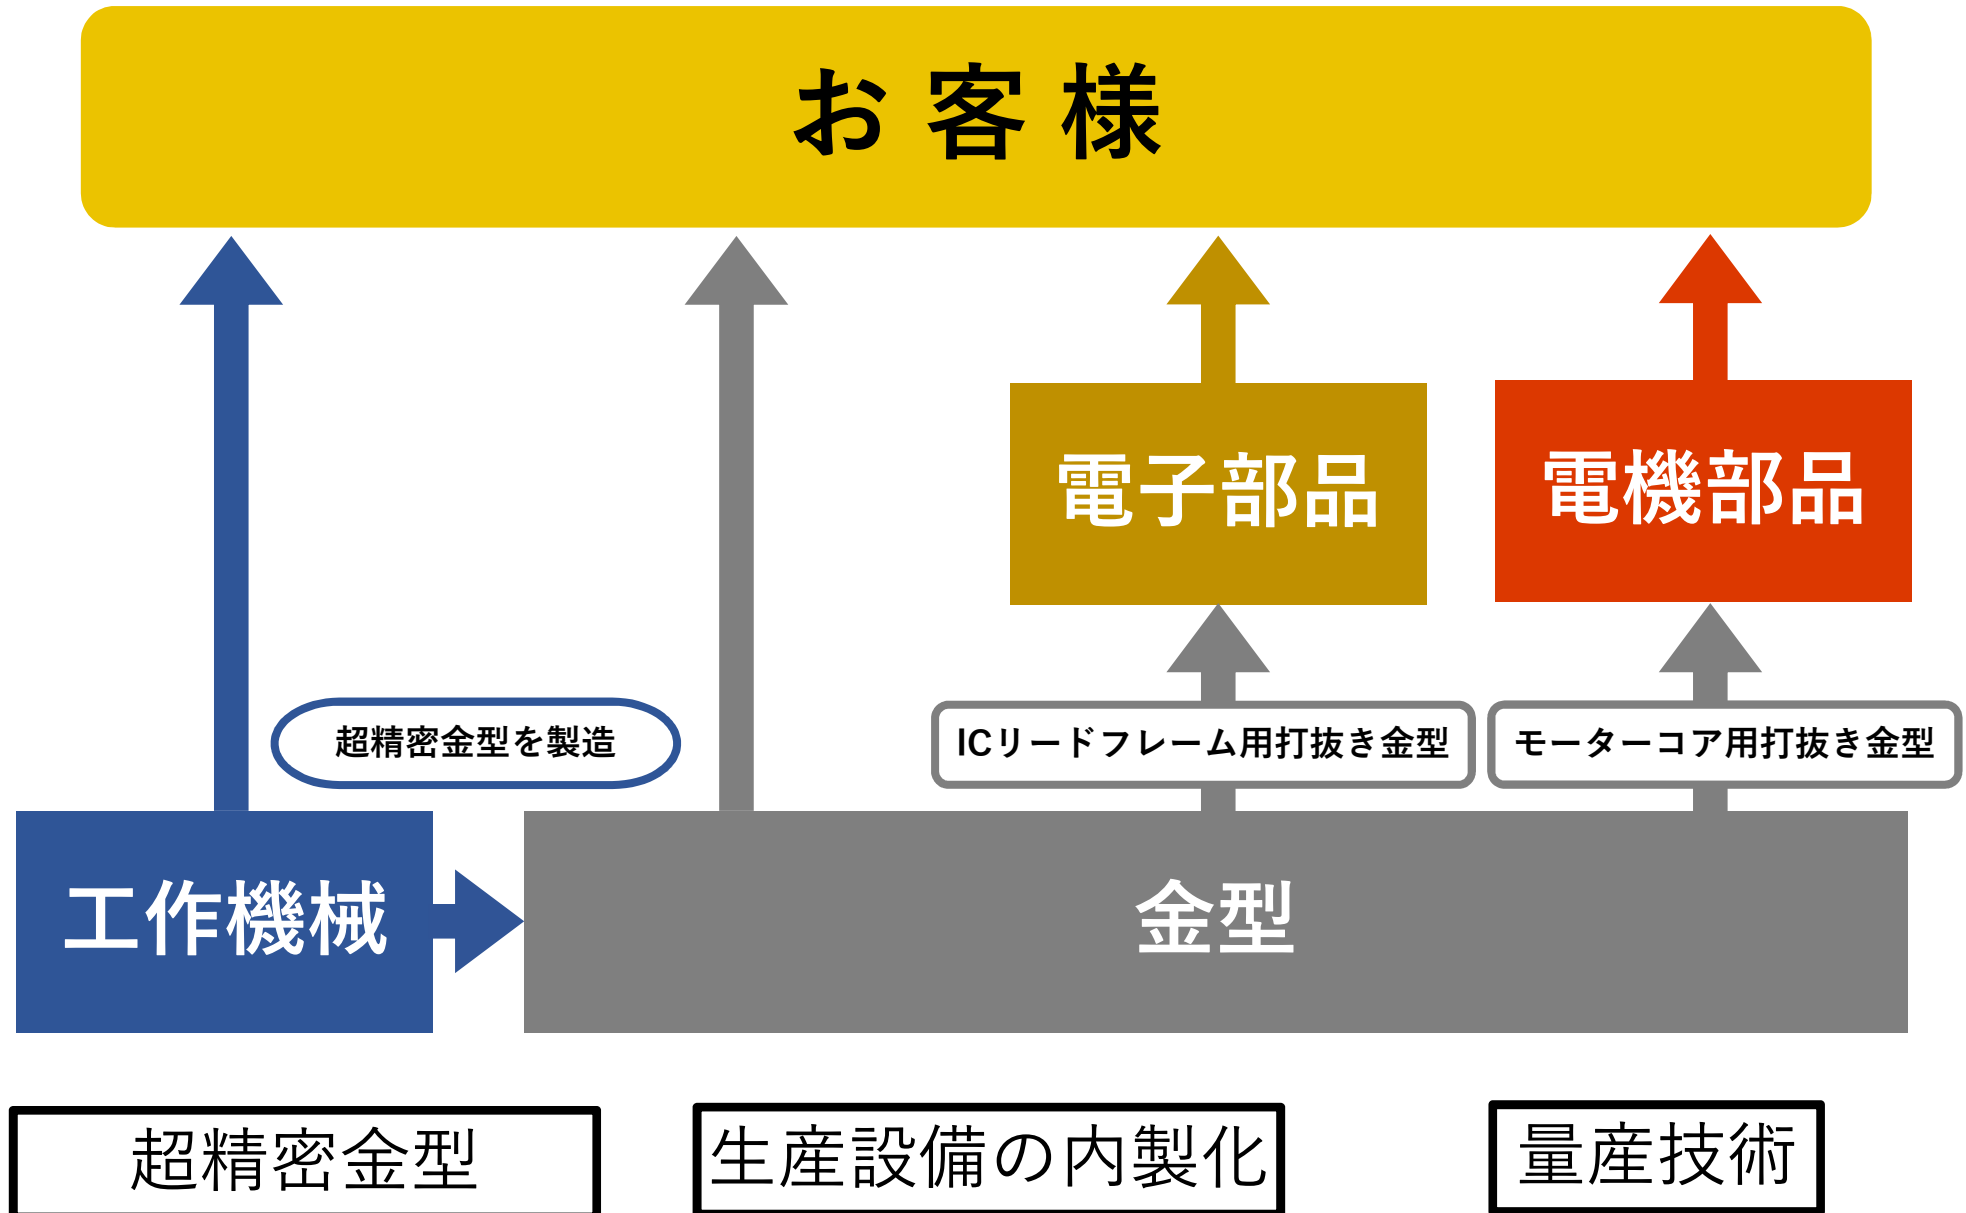 お客様
電子部品
電機部品
超精密金型を製造
ICリードフレーム用打抜き金型
モーターコア用打抜き金型
工作機械
金型
超精密金型
生産設備の内製化
量産技術